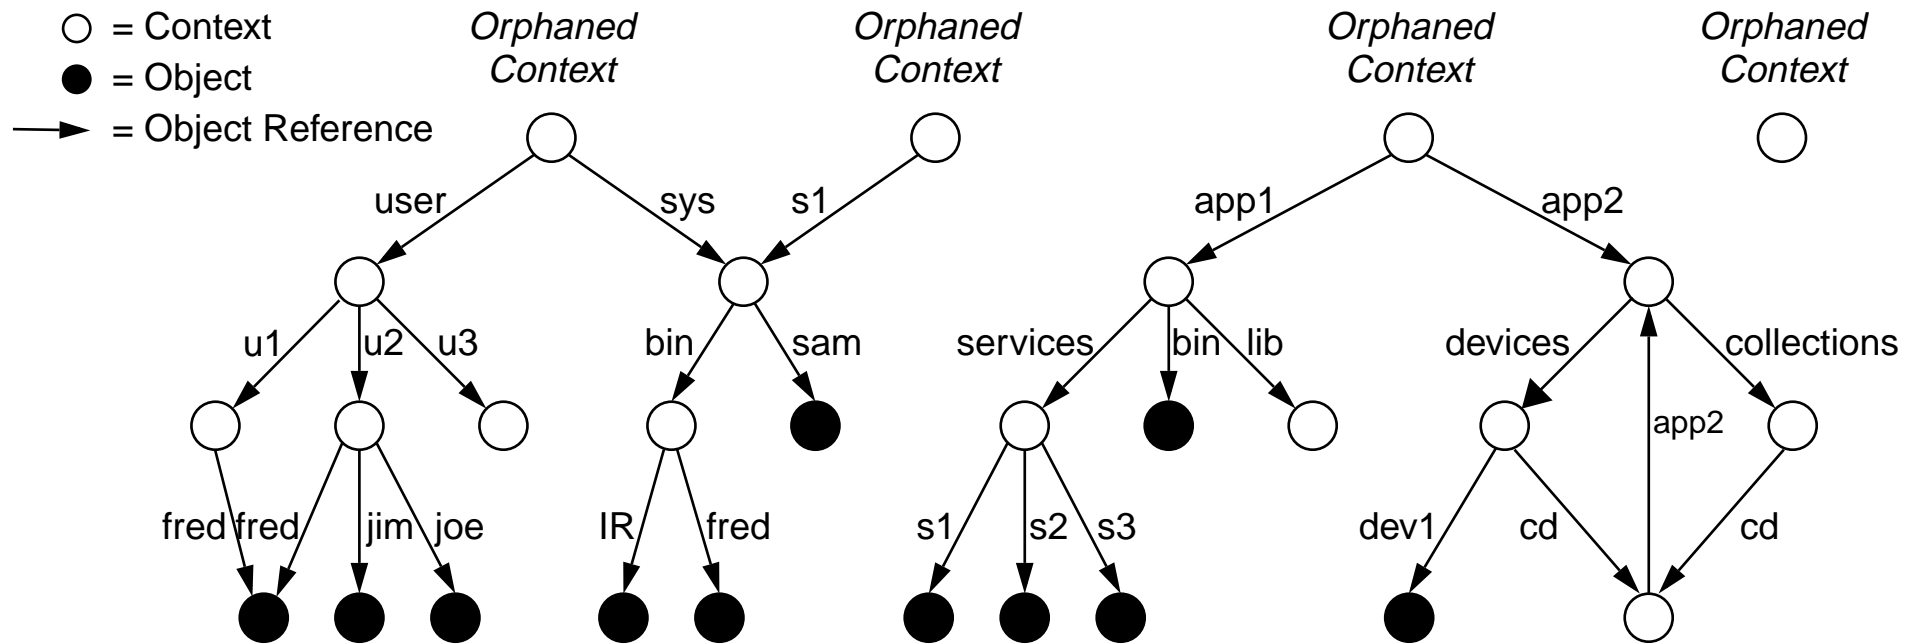 = Context
= Object
= Object Reference
Orphaned
Context
Orphaned
Context
Orphaned
Context
Orphaned
Context
user
sys
s1
app1
app2
u1
u2
u3
bin
sam
services
bin
lib
devices
collections
app2
fred
fred
jim
joe
IR
fred
s1
s2
s3
dev1
cd
cd